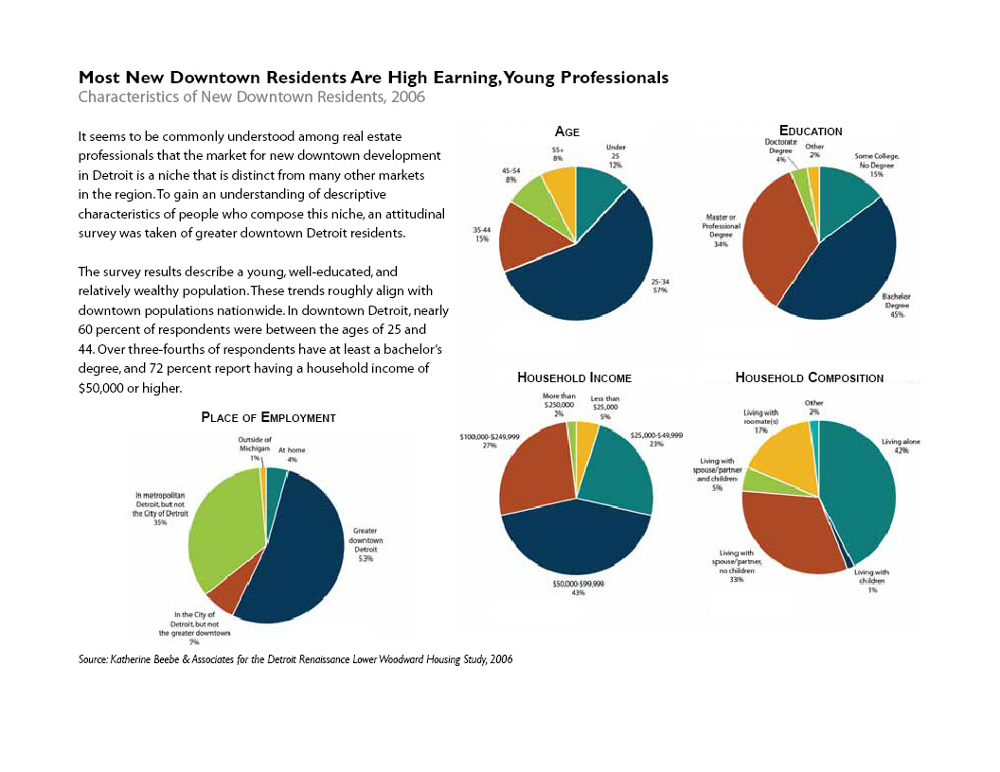 Most New Downtown Residents Are High Earning, Young Professionals
Characteristics of New Downtown Residents, 2006
It seems to be commonly understood among real estate
professionals that the market for new downtown development
in Detroit is a niche that is distinct from many other markets
in the region. To gain an understanding of descriptive
characteristics of people who compose this niche, an attitudinal
survey was taken of greater downtown Detroit residents.
The survey results describe a young, well-educated, and
relatively wealthy population. These trends roughly align with
downtown populations nationwide. In downtown Detroit, nearly
60 percent of respondents were between the ages of 25 and
44. Over three-fourths of respondents have at least a bachelor's
degree, and 72 percent report having a household income of
$50,000 or higher.
AGE
55+
8%
Under
25
12%
45-54
8%
35-44
15%
25-34
57%
EDUCATION
Doctorate
Degree
4%
Other
2%
Some College,
No Degree
15%
Master or
Professional
Degree
34%
Bachelor
Degree
45%
PLACE OF EMPLOYMENT
Outside of
Michigan
1%
At home
4%
In metropolitan
Detroit, but not
the City of Detroit
35%
Greater
downtown
Detroit
53%
In the City of
Detroit, but not
the greater downtown
7%
HOUSEHOLD INCOME
More than
$250,000
2%
Less than
$25,000
5%
$100,000-$249,999
27%
$25,000-$49,999
23%
$50,000-$99,999
43%
HOUSEHOLD COMPOSITION
Other
2%
Living with
roomate(s)
17%
Living alone
42%
Living with
spouse/partner
and children
5%
Living with
spouse/partner,
no children
33%
Living with
children
1%
Source: Katherine Beebe & Associates for the Detroit Renaissance Lower Woodward Housing Study, 2006